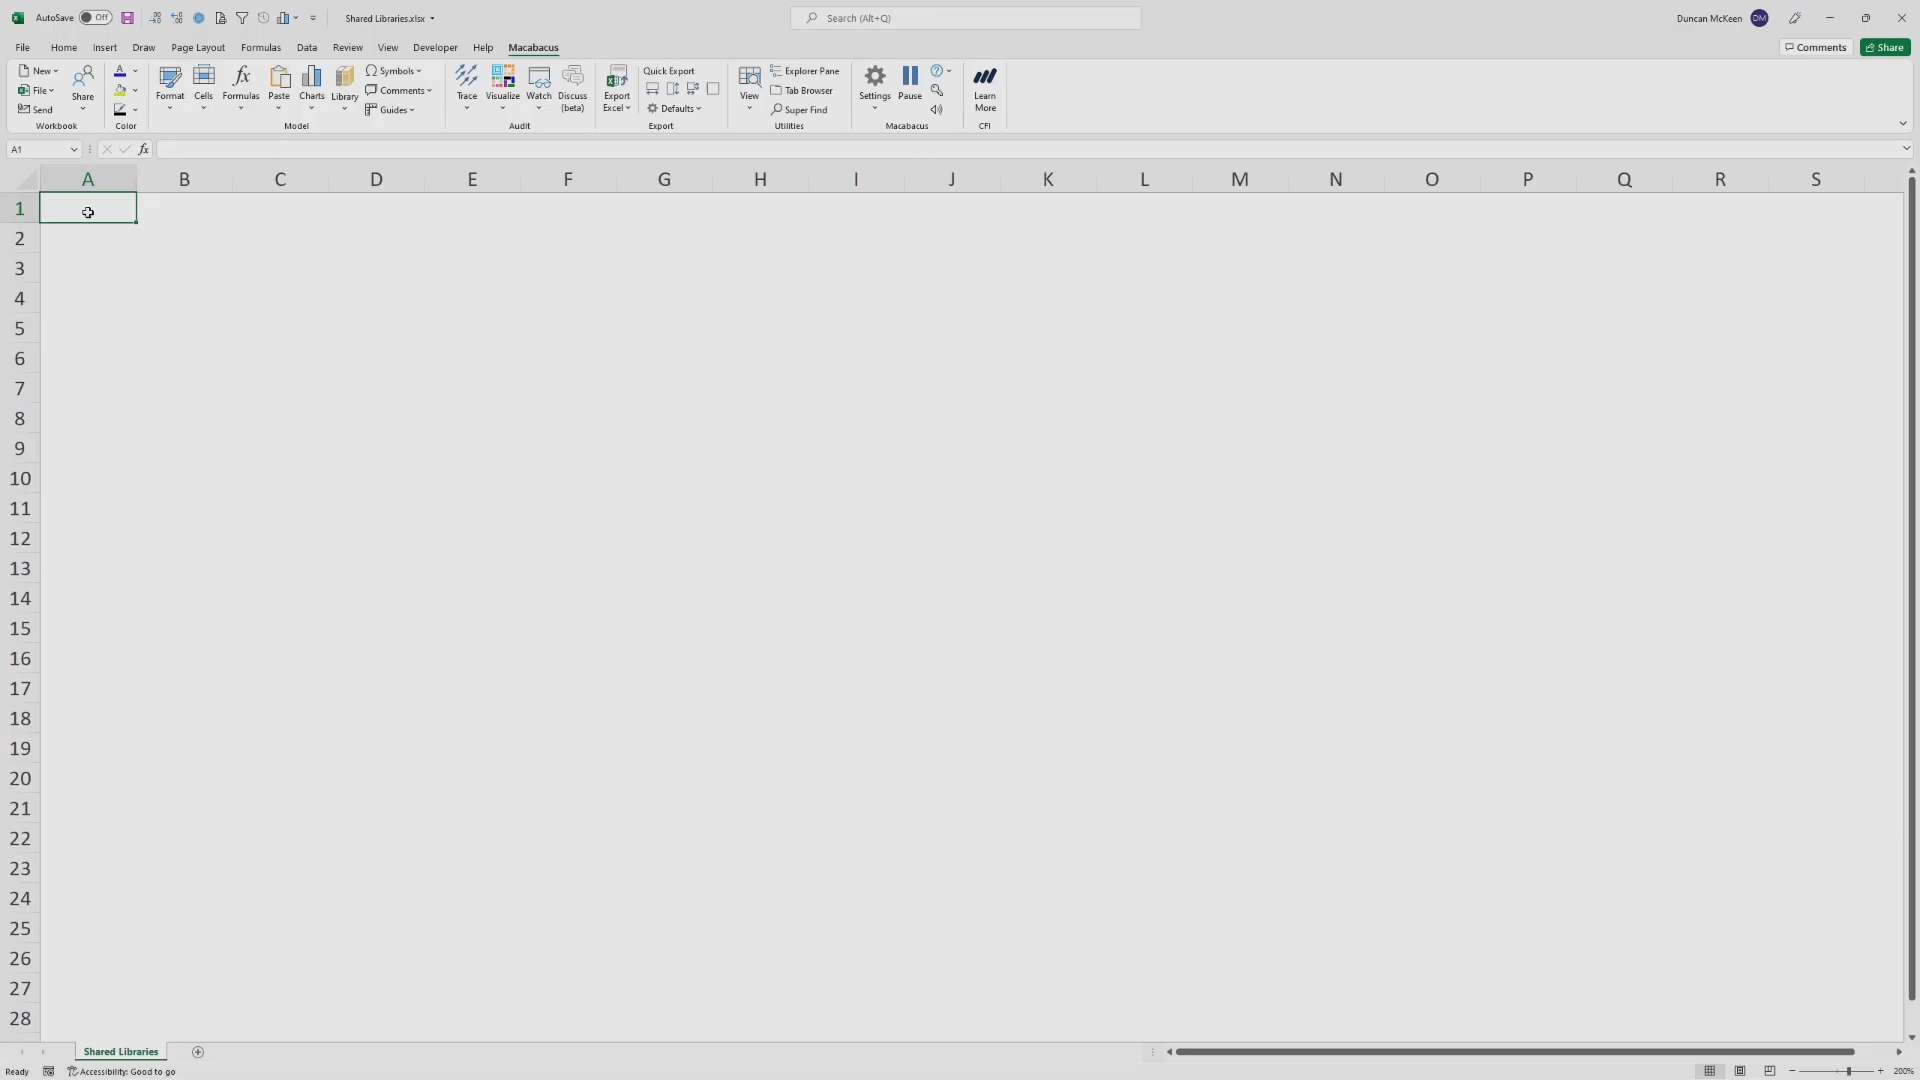 AutoSave Off Shared Libraries.xlsx Search (Alt+Q) Duncan McKeen DM
File Home Insert Draw Page Layout Formulas Data Review View Developer Help Macabacus Comments Share
New
File
Send
Share
Workbook
Color
Format Cells Formulas Paste Charts Library
Symbols
Comments
Guides
Model
Trace Visualize Watch Discuss (beta)
Audit
Export Excel
Quick Export
Defaults
Export
View
Explorer Pane
Tab Browser
Super Find
Utilities
Settings Pause
Macabacus
Learn More
CFI
A1 fx
A B C D E F G H I J K L M N O P Q R S
1
2
3
4
5
6
7
8
9
10
11
12
13
14
15
16
17
18
19
20
21
22
23
24
25
26
27
28
Shared Libraries
Ready Accessibility: Good to go 200%